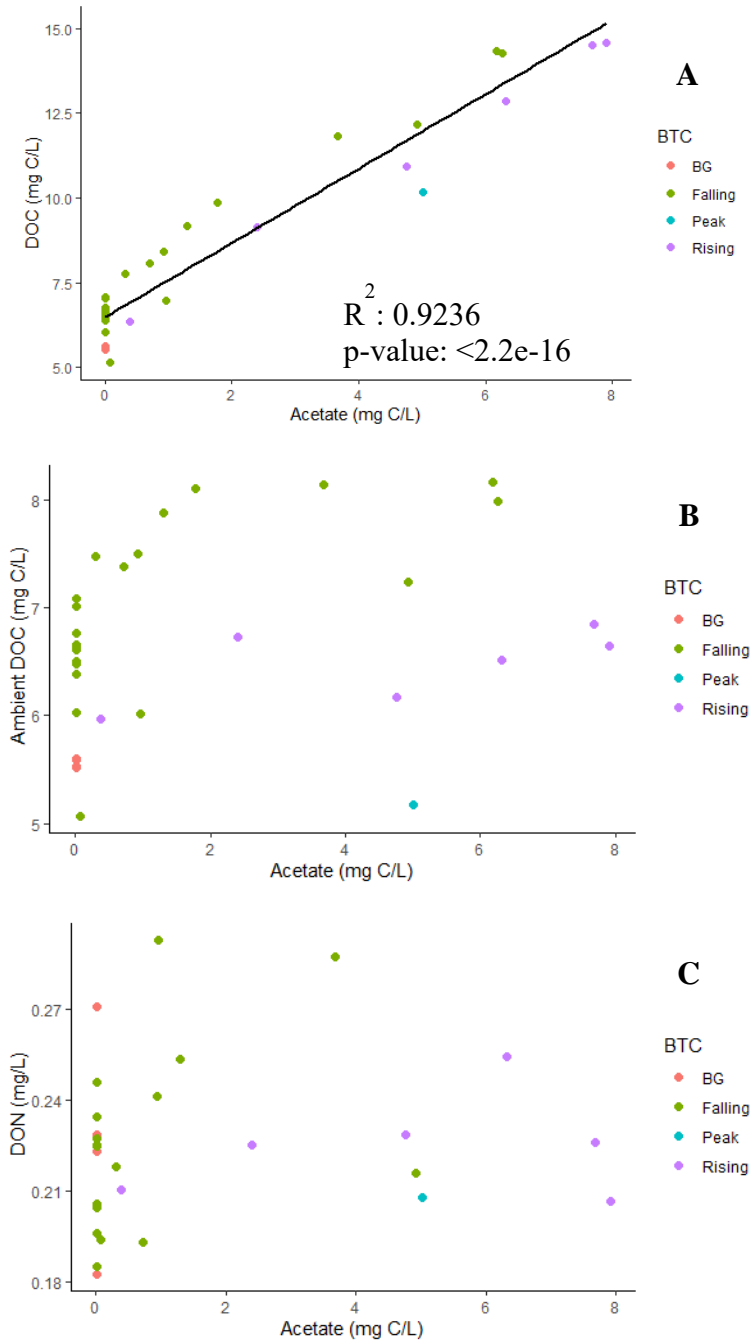 15.0
12.5
10.0
7.5
5.0
DOC (mg C/L)
0
2
4
6
8
Acetate (mg C/L)
R2: 0.9236
p-value: <2.2e-16
A
BTC
BG
Falling
Peak
Rising
8
7
6
5
Ambient DOC (mg C/L)
0
2
4
6
8
Acetate (mg C/L)
B
BTC
BG
Falling
Peak
Rising
0.27
0.24
0.21
0.18
DON (mg/L)
0
2
4
6
8
Acetate (mg C/L)
C
BTC
BG
Falling
Peak
Rising